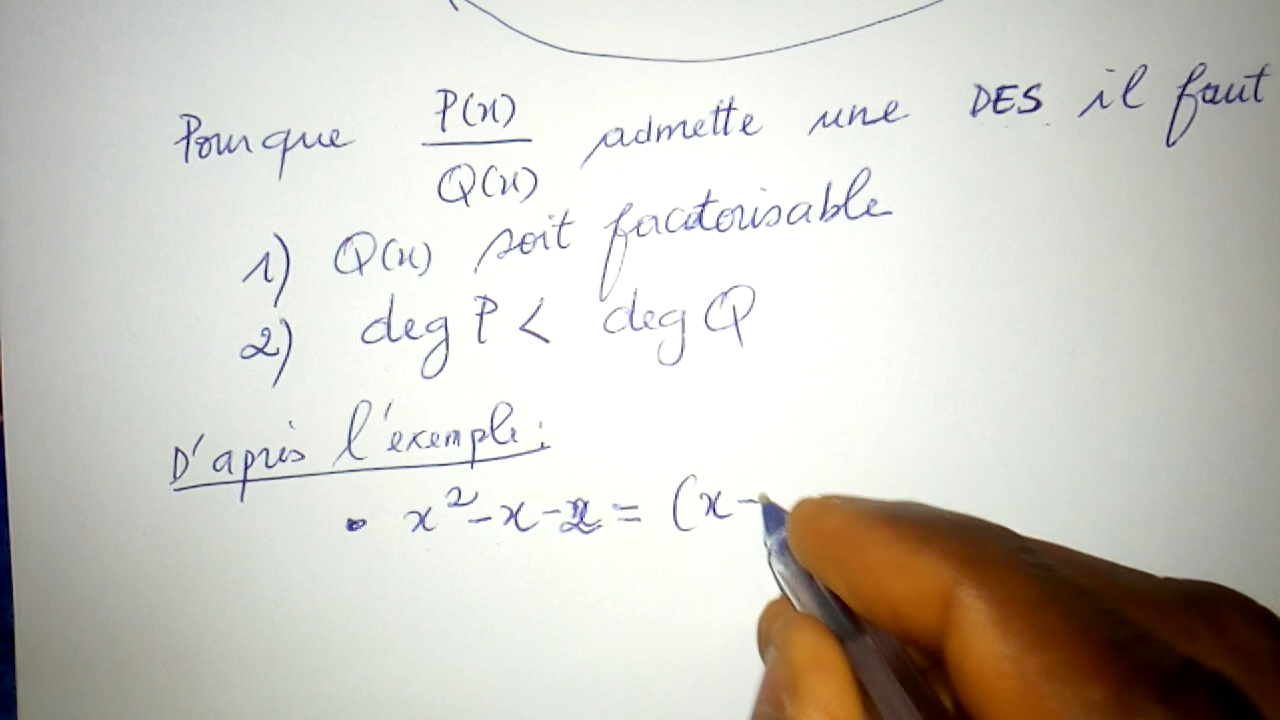 Pour que P(x)/Q(x) admette une DES il faut
1) Q(x) soit factorisable
2) deg P < deg Q
D'après l'exemple :
• x² - x - 2 = (x -